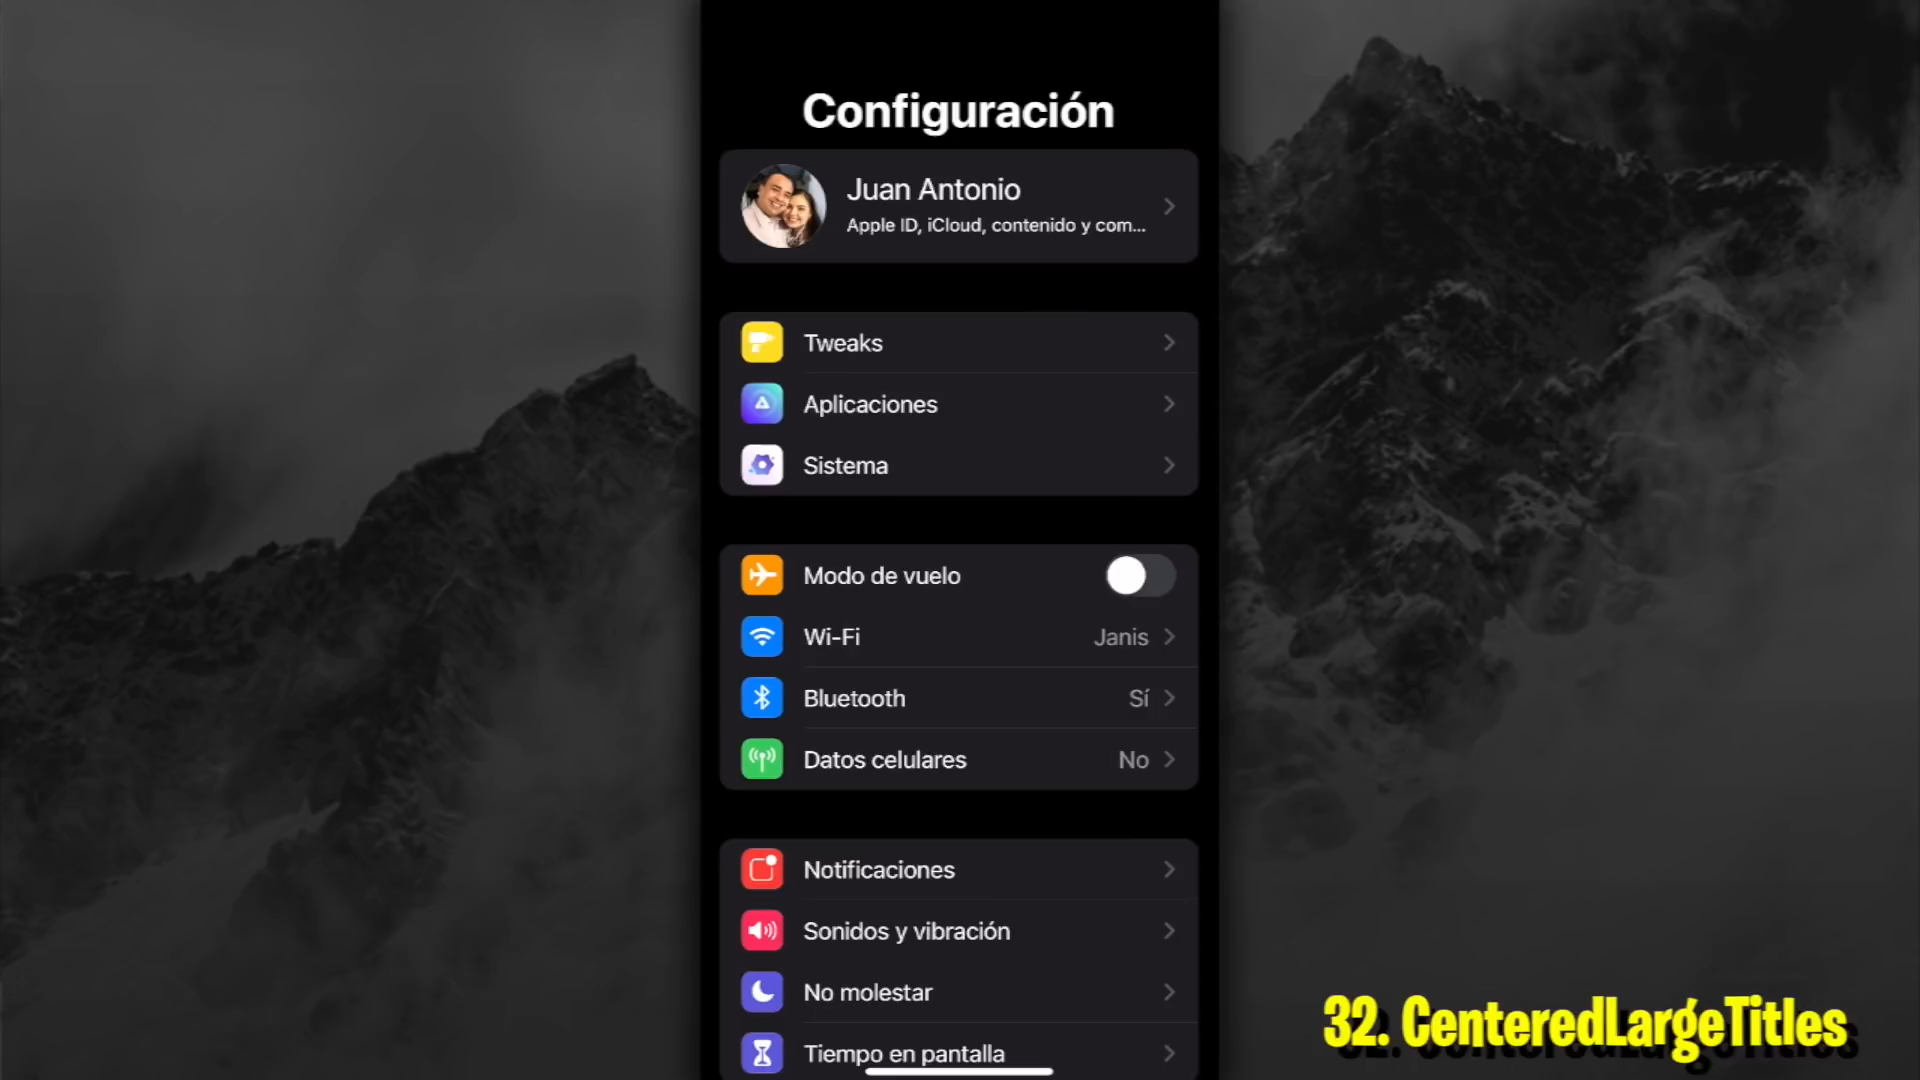 Configuración
Juan Antonio
Apple ID, iCloud, contenido y com...
Tweaks
Aplicaciones
Sistema
Modo de vuelo
Wi-Fi Janis
Bluetooth Sí
Datos celulares No
Notificaciones
Sonidos y vibración
No molestar
Tiempo en pantalla
32. CenteredLargeTitles